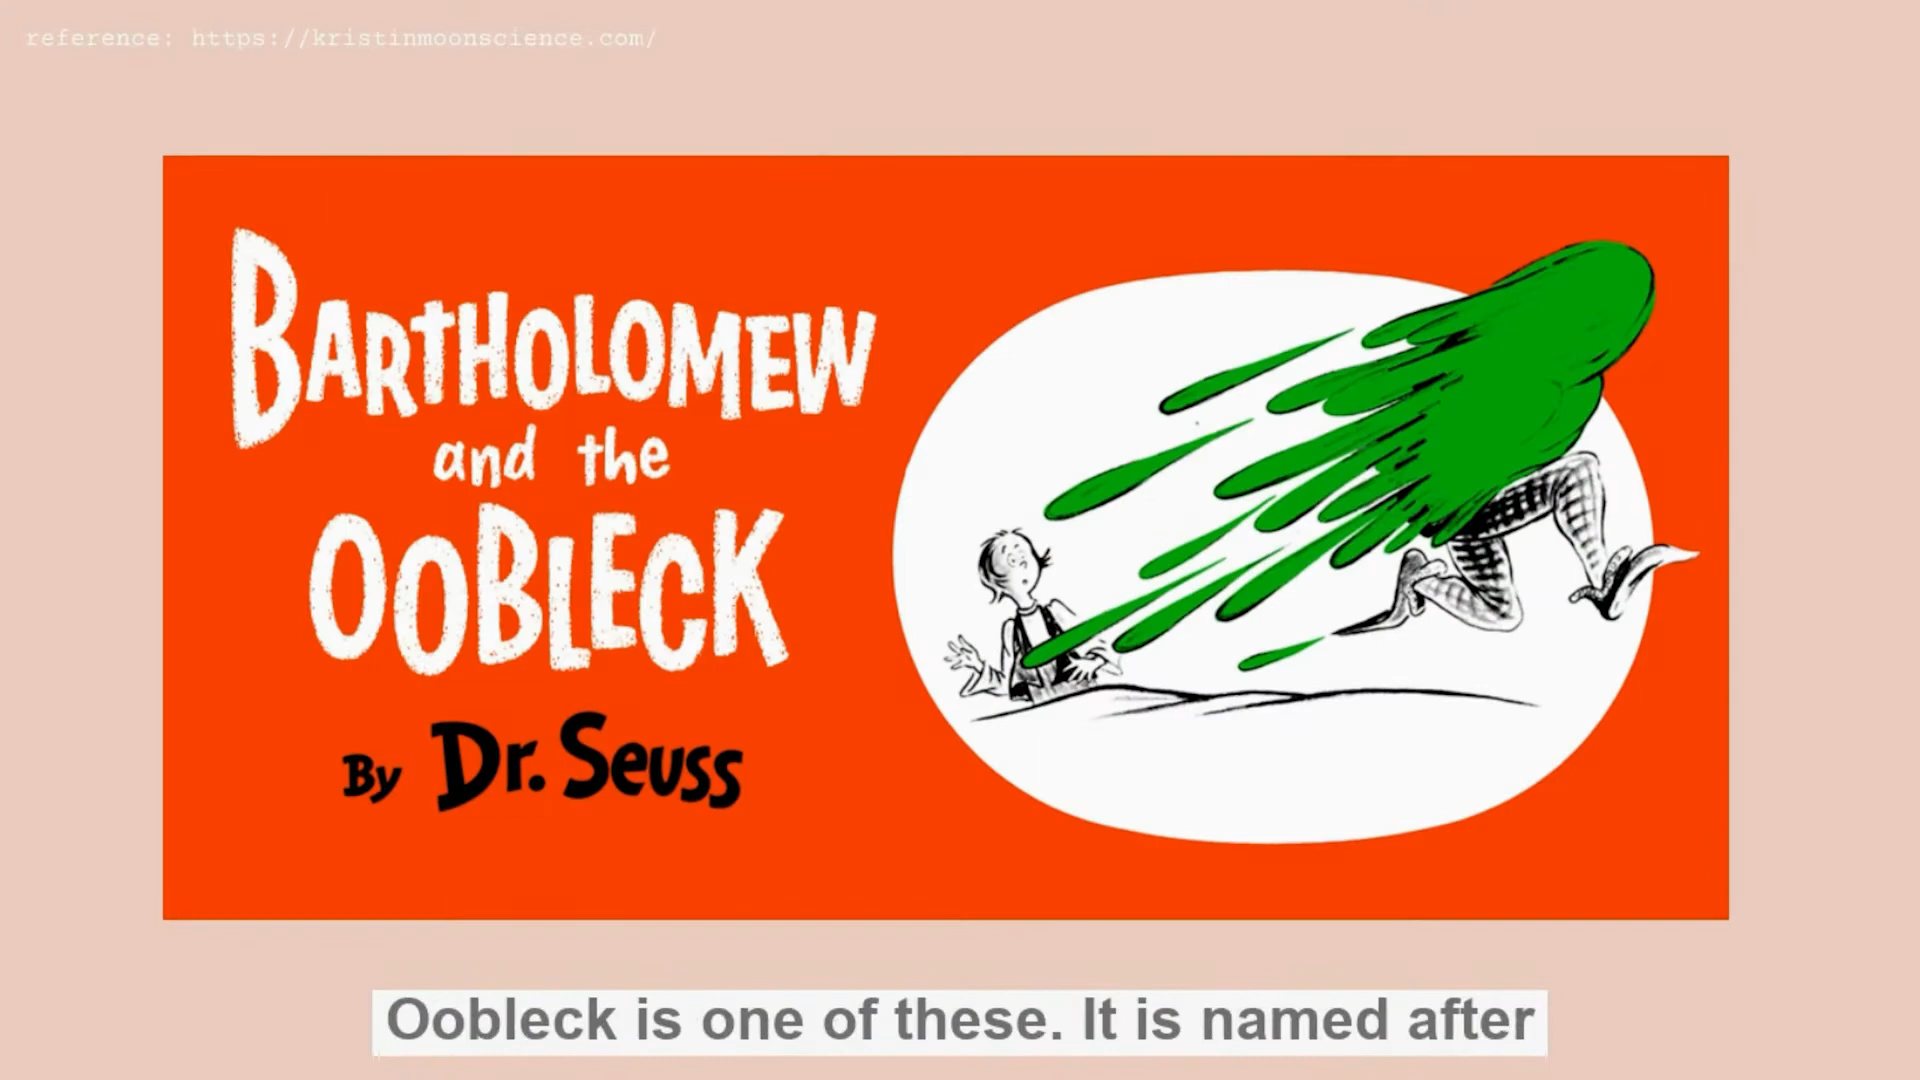 reference: https://kristinmoonscience.com/
BARTHOLOMEW
and the
OOBLECK
By Dr. Seuss
Oobleck is one of these. It is named after